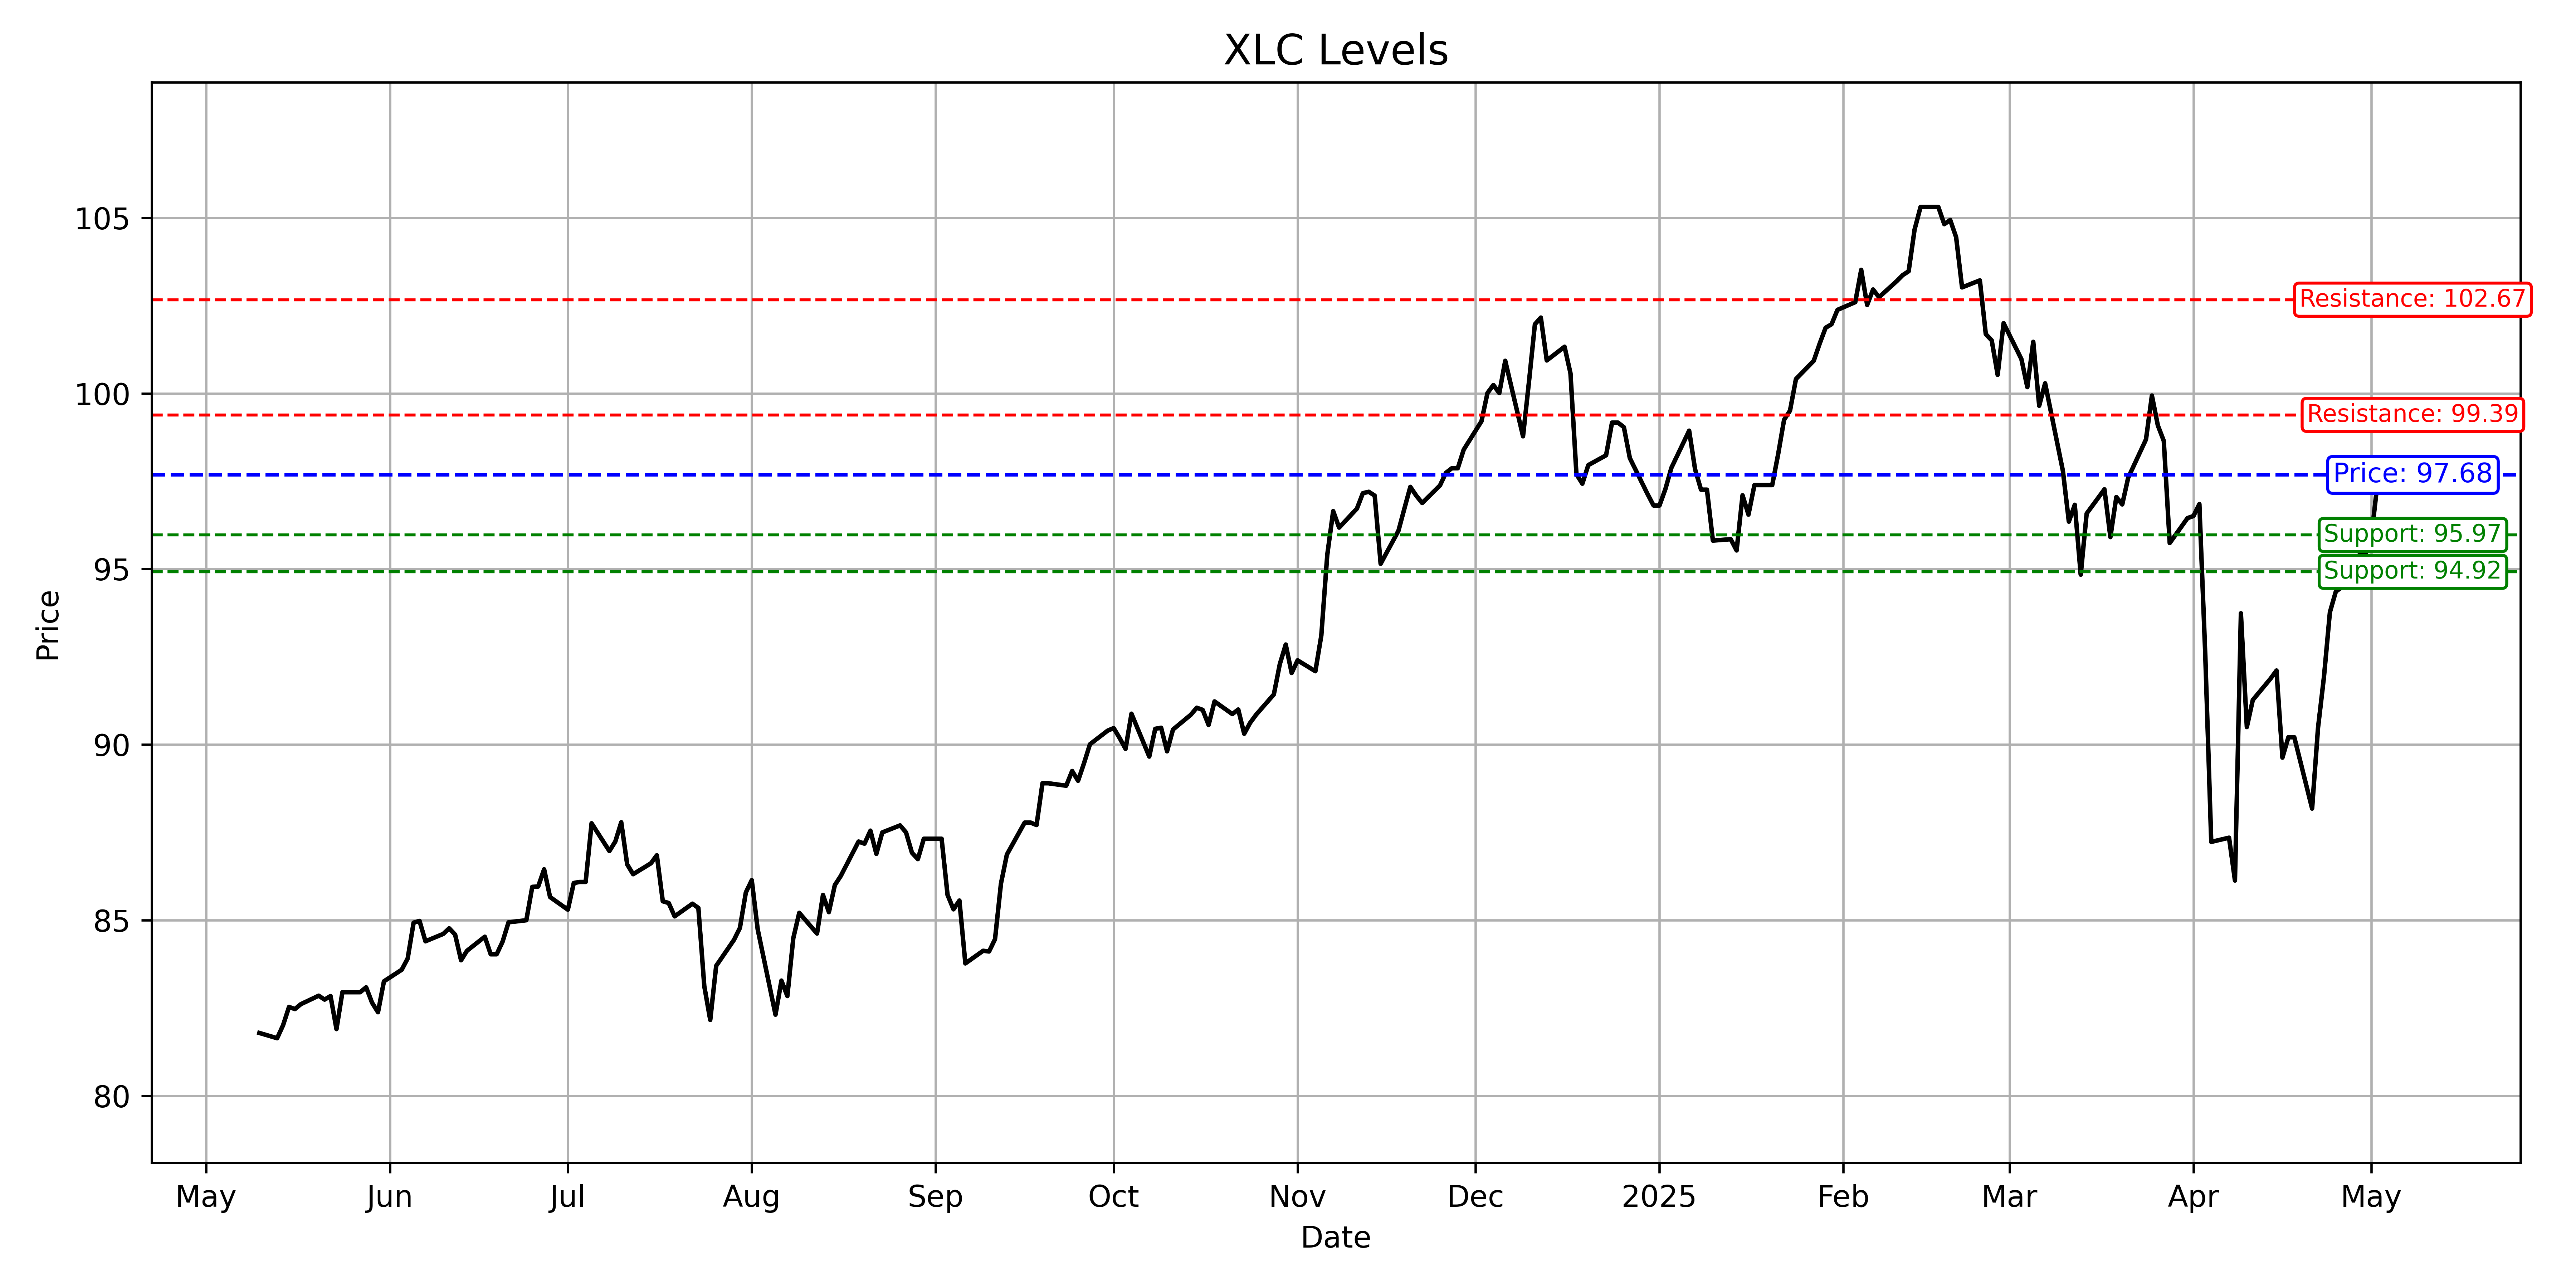 XLC Levels
105
100
95
90
85
80
Price
Resistance: 102.67
Resistance: 99.39
Price: 97.68
Support: 95.97
Support: 94.92
May
Jun
Jul
Aug
Sep
Oct
Nov
Dec
2025
Feb
Mar
Apr
May
Date